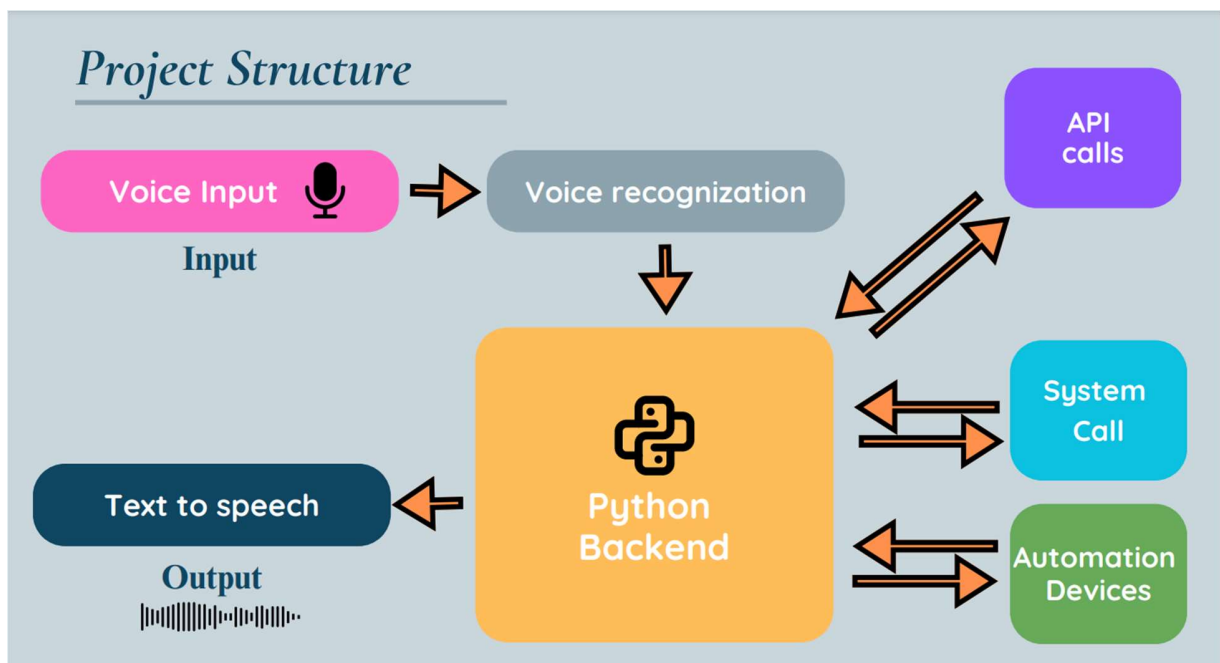 Project Structure
API
calls
Voice Input
Voice recognization
Input
System
Call
Python
Backend
Text to speech
Output
Automation
Devices